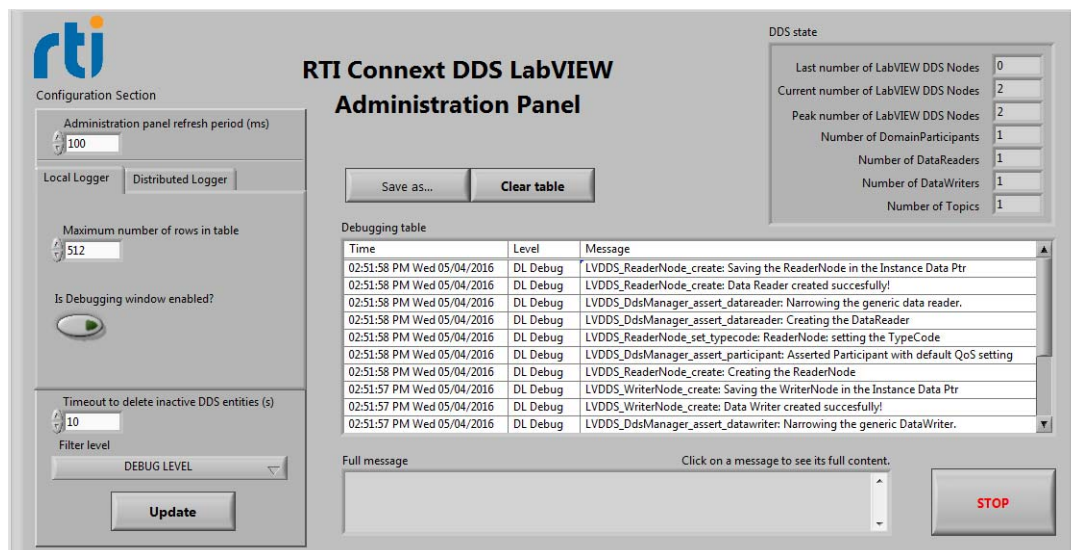 rti
RTI Connext DDS LabVIEW
Administration Panel
Configuration Section
Administration panel refresh period (ms)
100
Local Logger Distributed Logger
Maximum number of rows in table
512
Is Debugging window enabled?
Timeout to delete inactive DDS entities (s)
10
Filter level
DEBUG LEVEL
Update
DDS state
Last number of LabVIEW DDS Nodes 0
Current number of LabVIEW DDS Nodes 2
Peak number of LabVIEW DDS Nodes 2
Number of DomainParticipants 1
Number of DataReaders 1
Number of DataWriters 1
Number of Topics 1
Save as... Clear table
Debugging table
Time Level Message
02:51:58 PM Wed 05/04/2016 DL Debug LVDDS_ReaderNode_create: Saving the ReaderNode in the Instance Data Ptr
02:51:58 PM Wed 05/04/2016 DL Debug LVDDS_ReaderNode_create: Data Reader created succesfully!
02:51:58 PM Wed 05/04/2016 DL Debug LVDDS_DdsManager_assert_datareader: Narrowing the generic data reader.
02:51:58 PM Wed 05/04/2016 DL Debug LVDDS_DdsManager_assert_datareader: Creating the DataReader
02:51:58 PM Wed 05/04/2016 DL Debug LVDDS_ReaderNode_set_typecode: ReaderNode: setting the TypeCode
02:51:58 PM Wed 05/04/2016 DL Debug LVDDS_DdsManager_assert_participant: Asserted Participant with default QoS setting
02:51:58 PM Wed 05/04/2016 DL Debug LVDDS_ReaderNode_create: Creating the ReaderNode
02:51:57 PM Wed 05/04/2016 DL Debug LVDDS_WriterNode_create: Saving the WriterNode in the Instance Data Ptr
02:51:57 PM Wed 05/04/2016 DL Debug LVDDS_WriterNode_create: Data Writer created succesfully!
02:51:57 PM Wed 05/04/2016 DL Debug LVDDS_DdsManager_assert_datawriter: Narrowing the generic DataWriter.
Full message Click on a message to see its full content.
STOP